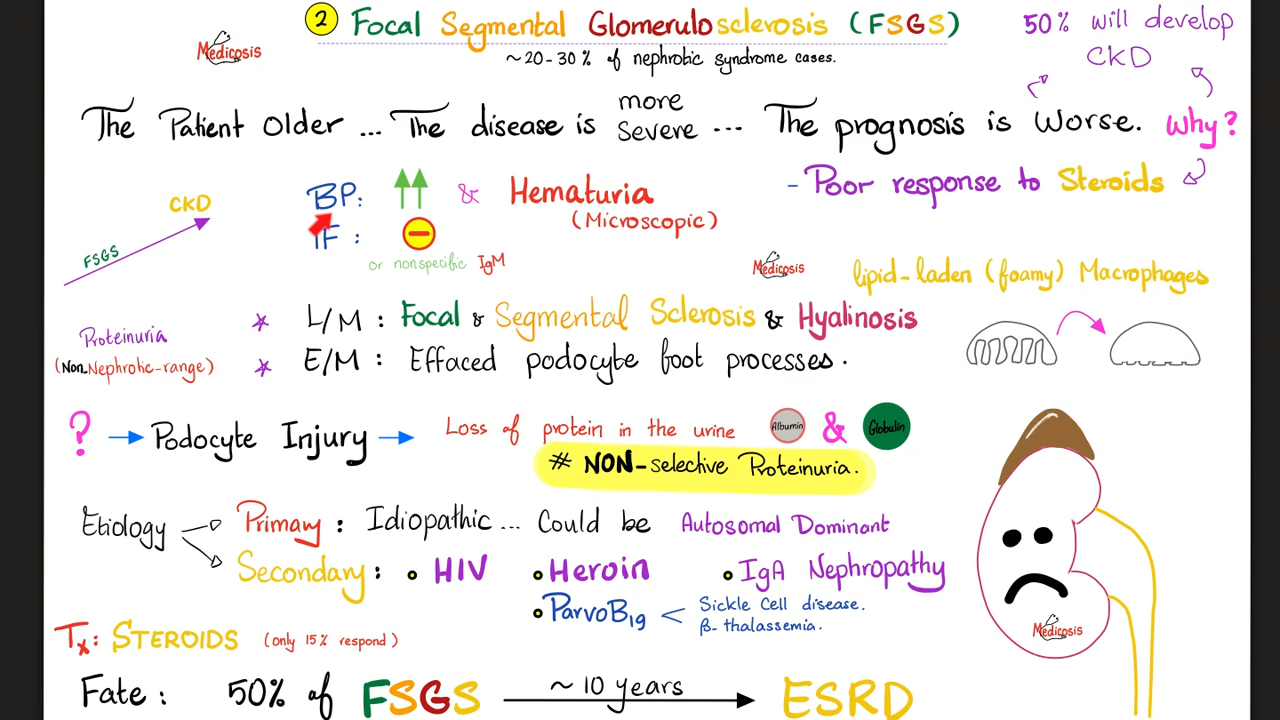 2 Focal Segmental Glomerulosclerosis (FSGS)
~20-30% of nephrotic syndrome cases.
50% will develop
CKD
Medicosis
The Patient Older ... The disease is more severe ... The prognosis is Worse. Why?
- Poor response to Steroids
CKD
FSGS
BP: & Hematuria
(Microscopic)
IF :
or nonspecific IgM
Medicosis
lipid-laden (foamy) Macrophages
Proteinuria
(Non-Nephrotic-range)
L/M : Focal & Segmental Sclerosis & Hyalinosis
E/M : Effaced podocyte foot processes.
? → Podocyte Injury → Loss of protein in the urine Albumin & Globulin
# NON-selective Proteinuria.
Etiology
Primary : Idiopathic ... Could be Autosomal Dominant
Secondary : • HIV • Heroin • IgA Nephropathy
• ParvoB19 < Sickle Cell disease.
β-thalassemia.
Medicosis
Tx: STEROIDS (only 15% respond)
Fate : 50% of FSGS ~10 years → ESRD